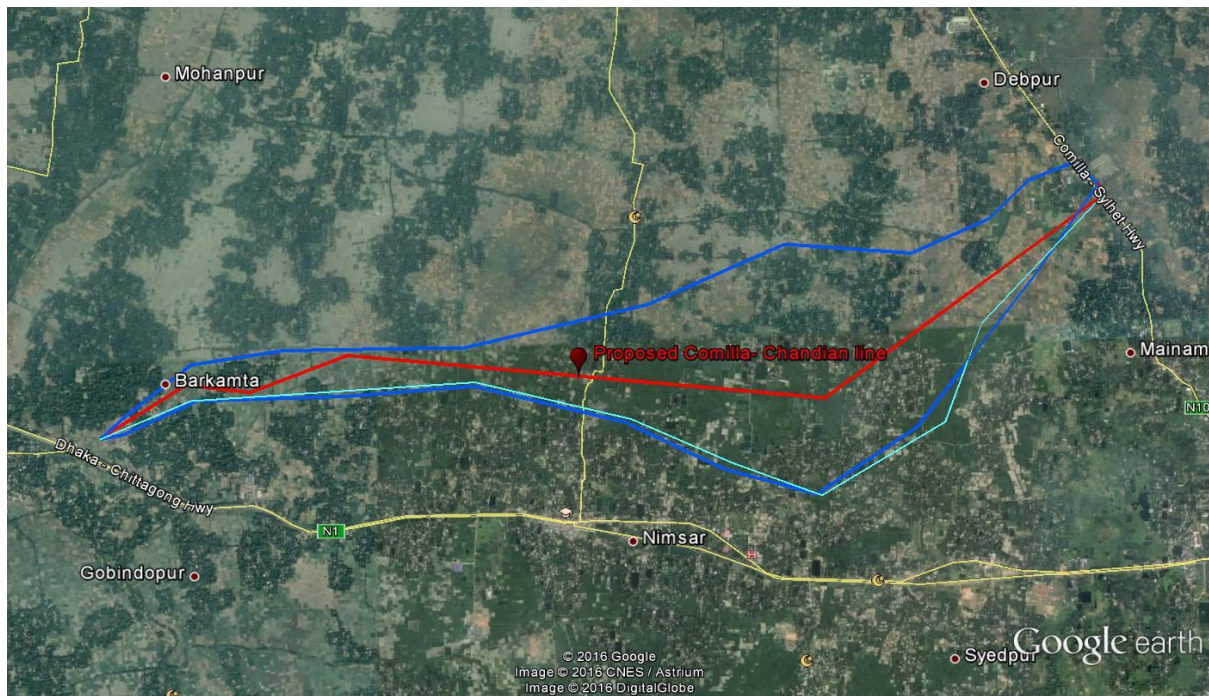 Mohanpur
Debpur
Comilla- Sylhet Hwy
Proposed Comilla- Chandian line
Mainam
Barkamta
N10
Dhaka - Chittagong Hwy
N1
Nimsar
H
Gobindopur
Google earth
Syedpur
© 2016 Google
Image © 2016 CNES / Astrium
Image © 2016 DigitalGlobe